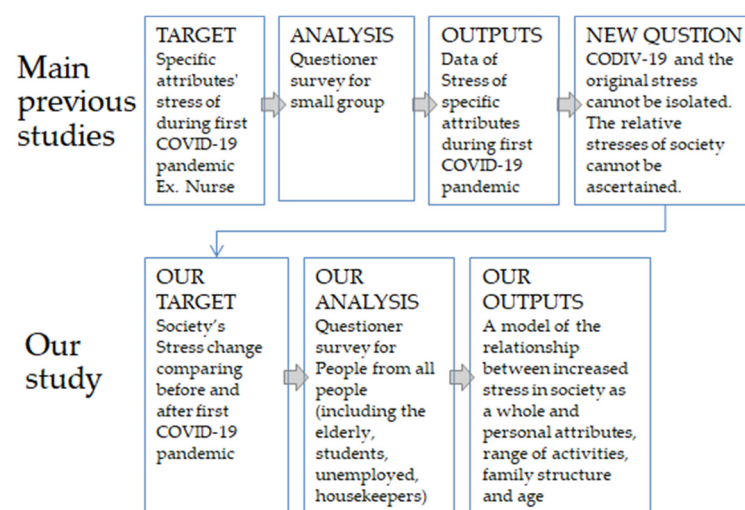 Main
previous
studies
TARGET
Specific
attributes'
stress of
during first
COVID-19
pandemic
Ex. Nurse
ANALYSIS
Questioner
survey for
small group
OUTPUTS
Data of
Stress of
specific
attributes
during first
COVID-19
pandemic
NEW QUSTION
CODIV-19 and the
original stress
cannot be isolated.
The relative
stresses of society
cannot be
ascertained.
Our
study
OUR
TARGET
Society's
Stress change
comparing
before and
after first
COVID-19
pandemic
OUR
ANALYSIS
Questioner
survey for
People from all
people
(including the
elderly,
students,
unemployed,
housekeepers)
OUR
OUTPUTS
A model of the
relationship
between increased
stress in society as
a whole and
personal attributes,
range of activities,
family structure
and age